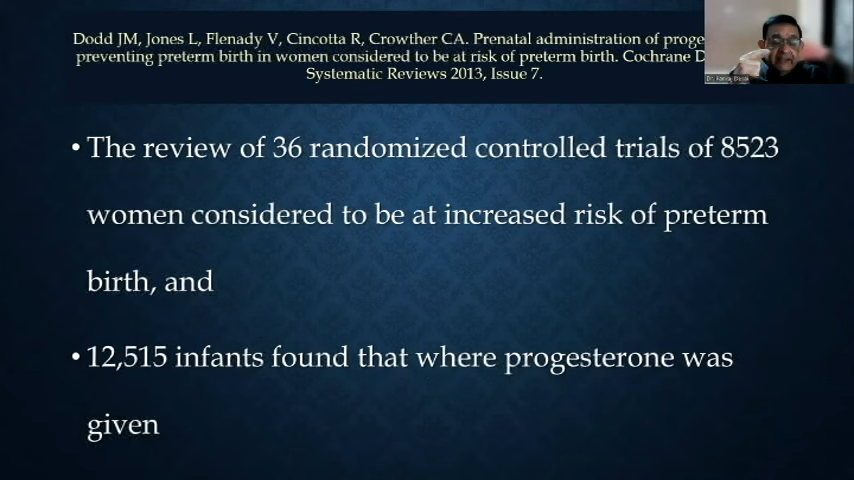 Dodd JM, Jones L, Flenady V, Cincotta R, Crowther CA. Prenatal administration of
preventing preterm birth in women considered to be at risk of preterm birth. Cochrane
Systematic Reviews 2013, Issue 7.
• The review of 36 randomized controlled trials of 8523
women considered to be at increased risk of preterm
birth, and
• 12,515 infants found that where progesterone was
given